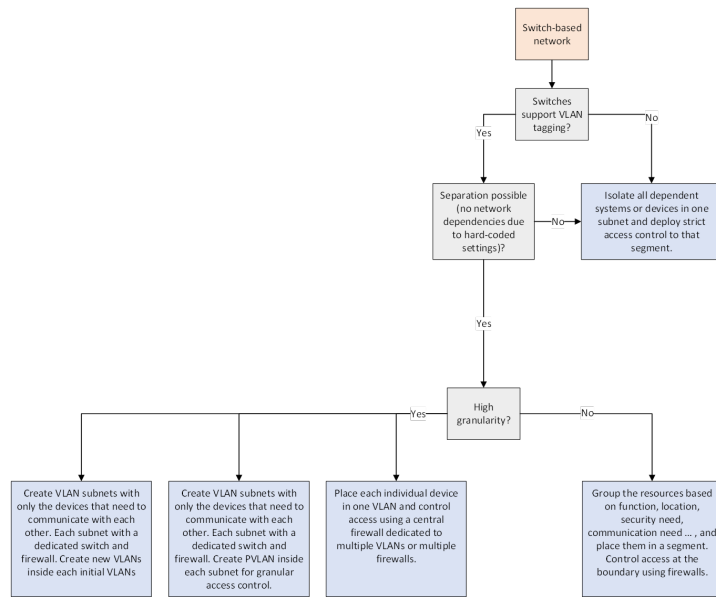 Switch-based
network
Switches
support VLAN
tagging?
Yes
No
Separation possible
(no network
dependencies due
to hard-coded
settings)?
No
Isolate all dependent
systems or devices in one
subnet and deploy strict
access control to that
segment.
Yes
High
granularity?
Yes
No
Create VLAN subnets with
only the devices that need to
communicate with each
other. Each subnet with a
dedicated switch and
firewall. Create new VLANs
inside each initial VLANs
Create VLAN subnets with
only the devices that need to
communicate with each
other. Each subnet with a
dedicated switch and
firewall. Create PVLAN inside
each subnet for granular
access control.
Place each individual device
in one VLAN and control
access using a central
firewall dedicated to
multiple VLANs or multiple
firewalls.
Group the resources based
on function, location,
security need,
communication need ... , and
place them in a segment.
Control access at the
boundary using firewalls.